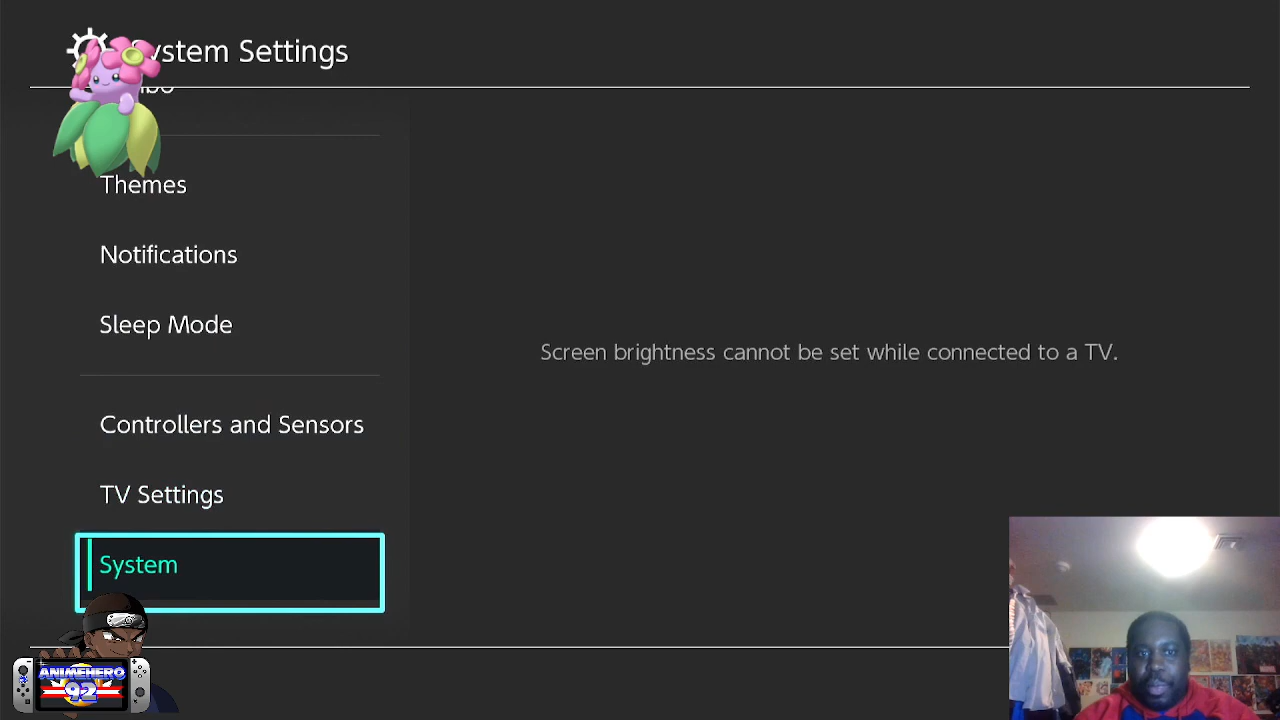 System Settings
Themes
Notifications
Sleep Mode
Controllers and Sensors
TV Settings
System
Screen brightness cannot be set while connected to a TV.
ANIMEHERO
92